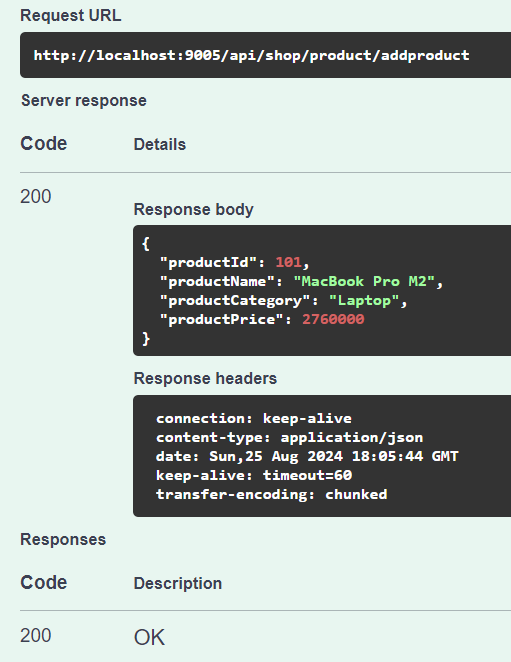 Request URL
http://localhost:9005/api/shop/product/addproduct
Server response
Code Details
200
Response body
{
"productId": 101,
"productName": "MacBook Pro M2",
"productCategory": "Laptop",
"productPrice": 2760000
}
Response headers
connection: keep-alive
content-type: application/json
date: Sun,25 Aug 2024 18:05:44 GMT
keep-alive: timeout=60
transfer-encoding: chunked
Responses
Code Description
200 OK